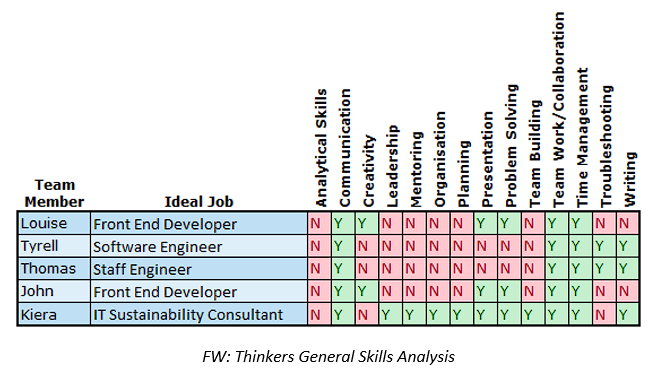 Team Member Ideal Job Analytical Skills Communication Creativity Leadership Mentoring Organisation Planning Presentation Problem Solving Team Building Team Work/Collaboration Time Management Troubleshooting Writing
Louise Front End Developer N Y Y N N N N Y Y N Y Y N N
Tyrell Software Engineer N Y N N N N N N N N Y Y Y Y
Thomas Staff Engineer N Y N N N N N N N N Y Y Y Y
John Front End Developer N Y Y N N N N Y Y N Y Y N N
Kiera IT Sustainability Consultant N Y N Y Y Y Y Y Y Y Y Y N Y
FW: Thinkers General Skills Analysis